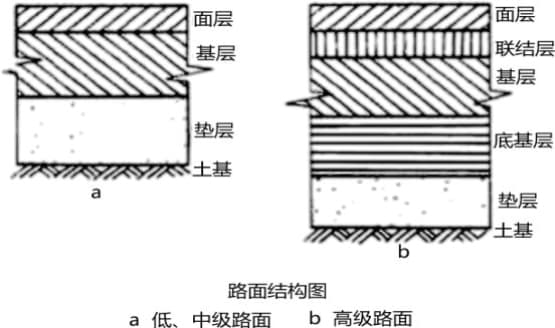 面层
基层
垫层
土基
a
面层
联结层
基层
底基层
垫层
土基
b
路面结构图
a 低、中级路面 b 高级路面